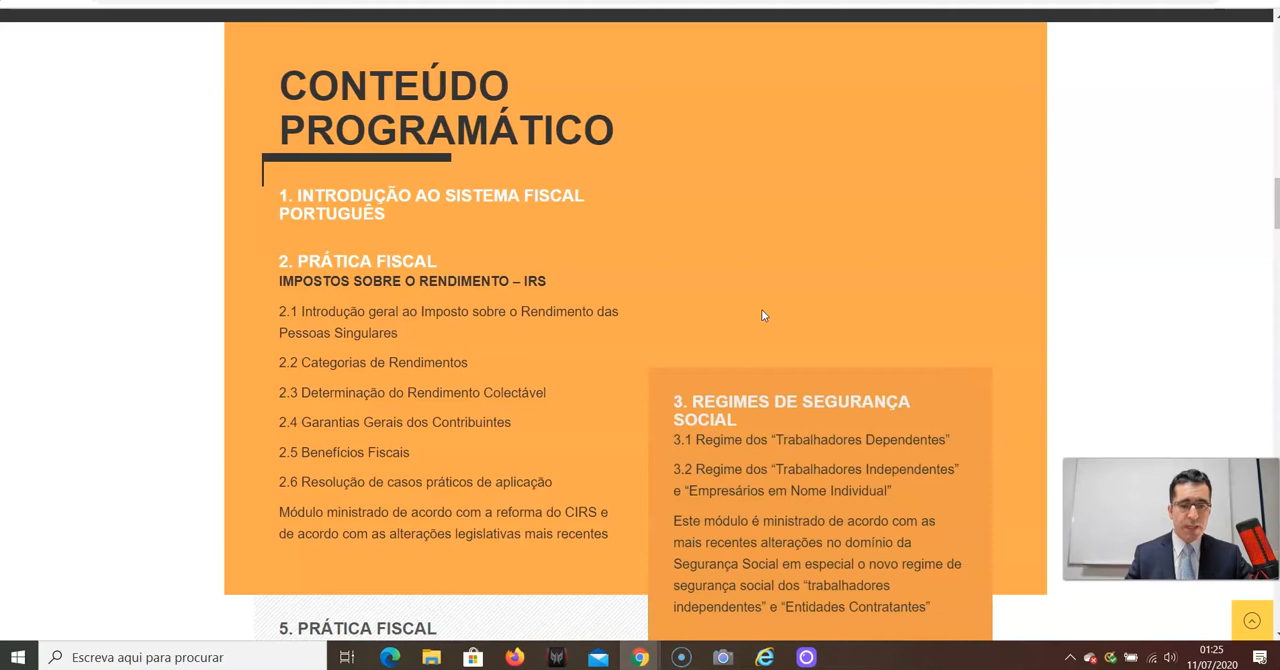 CONTEÚDO
PROGRAMÁTICO
1. INTRODUÇÃO AO SISTEMA FISCAL
PORTUGUÊS
2. PRÁTICA FISCAL
IMPOSTOS SOBRE O RENDIMENTO – IRS
2.1 Introdução geral ao Imposto sobre o Rendimento das
Pessoas Singulares
2.2 Categorias de Rendimentos
2.3 Determinação do Rendimento Colectável
2.4 Garantias Gerais dos Contribuintes
2.5 Benefícios Fiscais
2.6 Resolução de casos práticos de aplicação
Módulo ministrado de acordo com a reforma do CIRS e
de acordo com as alterações legislativas mais recentes
3. REGIMES DE SEGURANÇA
SOCIAL
3.1 Regime dos “Trabalhadores Dependentes”
3.2 Regime dos “Trabalhadores Independentes”
e “Empresários em Nome Individual”
Este módulo é ministrado de acordo com as
mais recentes alterações no domínio da
Segurança Social em especial o novo regime de
segurança social dos “trabalhadores
independentes” e “Entidades Contratantes”
5. PRÁTICA FISCAL
Escreva aqui para procurar
01:25
11/07/2020